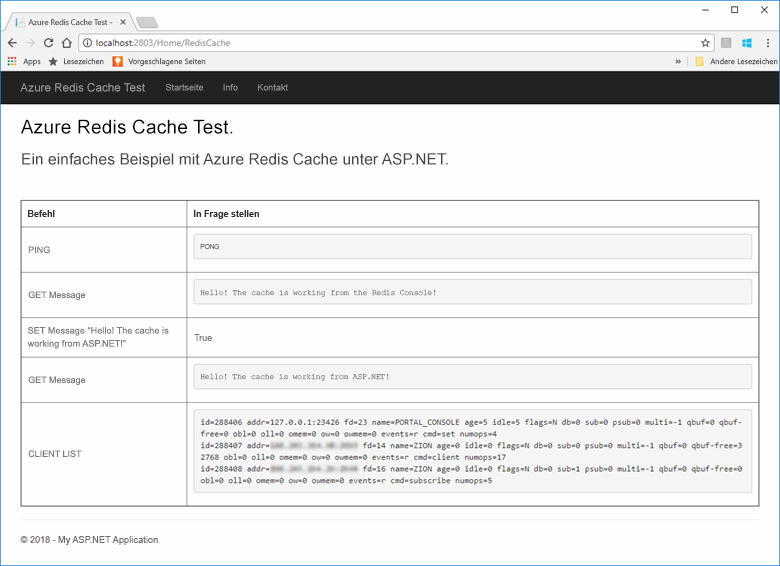 Azure Redis Cache Test -
localhost:2803/Home/RedisCache
Apps Lesezeichen Vorgeschlagene Seiten » Andere Lesezeichen
Azure Redis Cache Test Startseite Info Kontakt
Azure Redis Cache Test.
Ein einfaches Beispiel mit Azure Redis Cache unter ASP.NET.
Befehl In Frage stellen
PING PONG
GET Message Hello! The cache is working from the Redis Console!
SET Message "Hello! The cache is
working from ASP.NET!" True
GET Message Hello! The cache is working from ASP.NET!
CLIENT LIST
id=288406 addr=127.0.0.1:23426 fd=23 name=PORTAL_CONSOLE age=5 idle=5 flags=N db=0 sub=0 psub=0 multi=-1 qbuf=0 qbuf-
free=0 obl=0 oll=0 omem=0 ow=0 owmem=0 events=r cmd=set numops=4
id=288407 addr= fd=14 name=ZION age=0 idle=0 flags=N db=0 sub=0 psub=0 multi=-1 qbuf=0 qbuf-free=3
2768 obl=0 oll=0 omem=0 ow=0 owmem=0 events=r cmd=client numops=17
id=288408 addr= fd=16 name=ZION age=0 idle=0 flags=N db=0 sub=1 psub=0 multi=-1 qbuf=0 qbuf-free=0
obl=0 oll=0 omem=0 ow=0 owmem=0 events=r cmd=subscribe numops=5
© 2018 - My ASP.NET Application